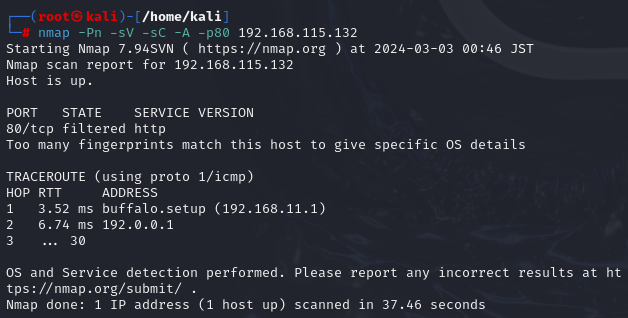 ┌──(root㉿kali)-[/home/kali]
└─# nmap -Pn -sV -sC -A -p80 192.168.115.132
Starting Nmap 7.94SVN ( https://nmap.org ) at 2024-03-03 00:46 JST
Nmap scan report for 192.168.115.132
Host is up.

PORT   STATE    SERVICE VERSION
80/tcp filtered http
Too many fingerprints match this host to give specific OS details

TRACEROUTE (using proto 1/icmp)
HOP RTT     ADDRESS
1   3.52 ms buffalo.setup (192.168.11.1)
2   6.74 ms 192.0.0.1
3   ... 30

OS and Service detection performed. Please report any incorrect results at ht
tps://nmap.org/submit/ .
Nmap done: 1 IP address (1 host up) scanned in 37.46 seconds